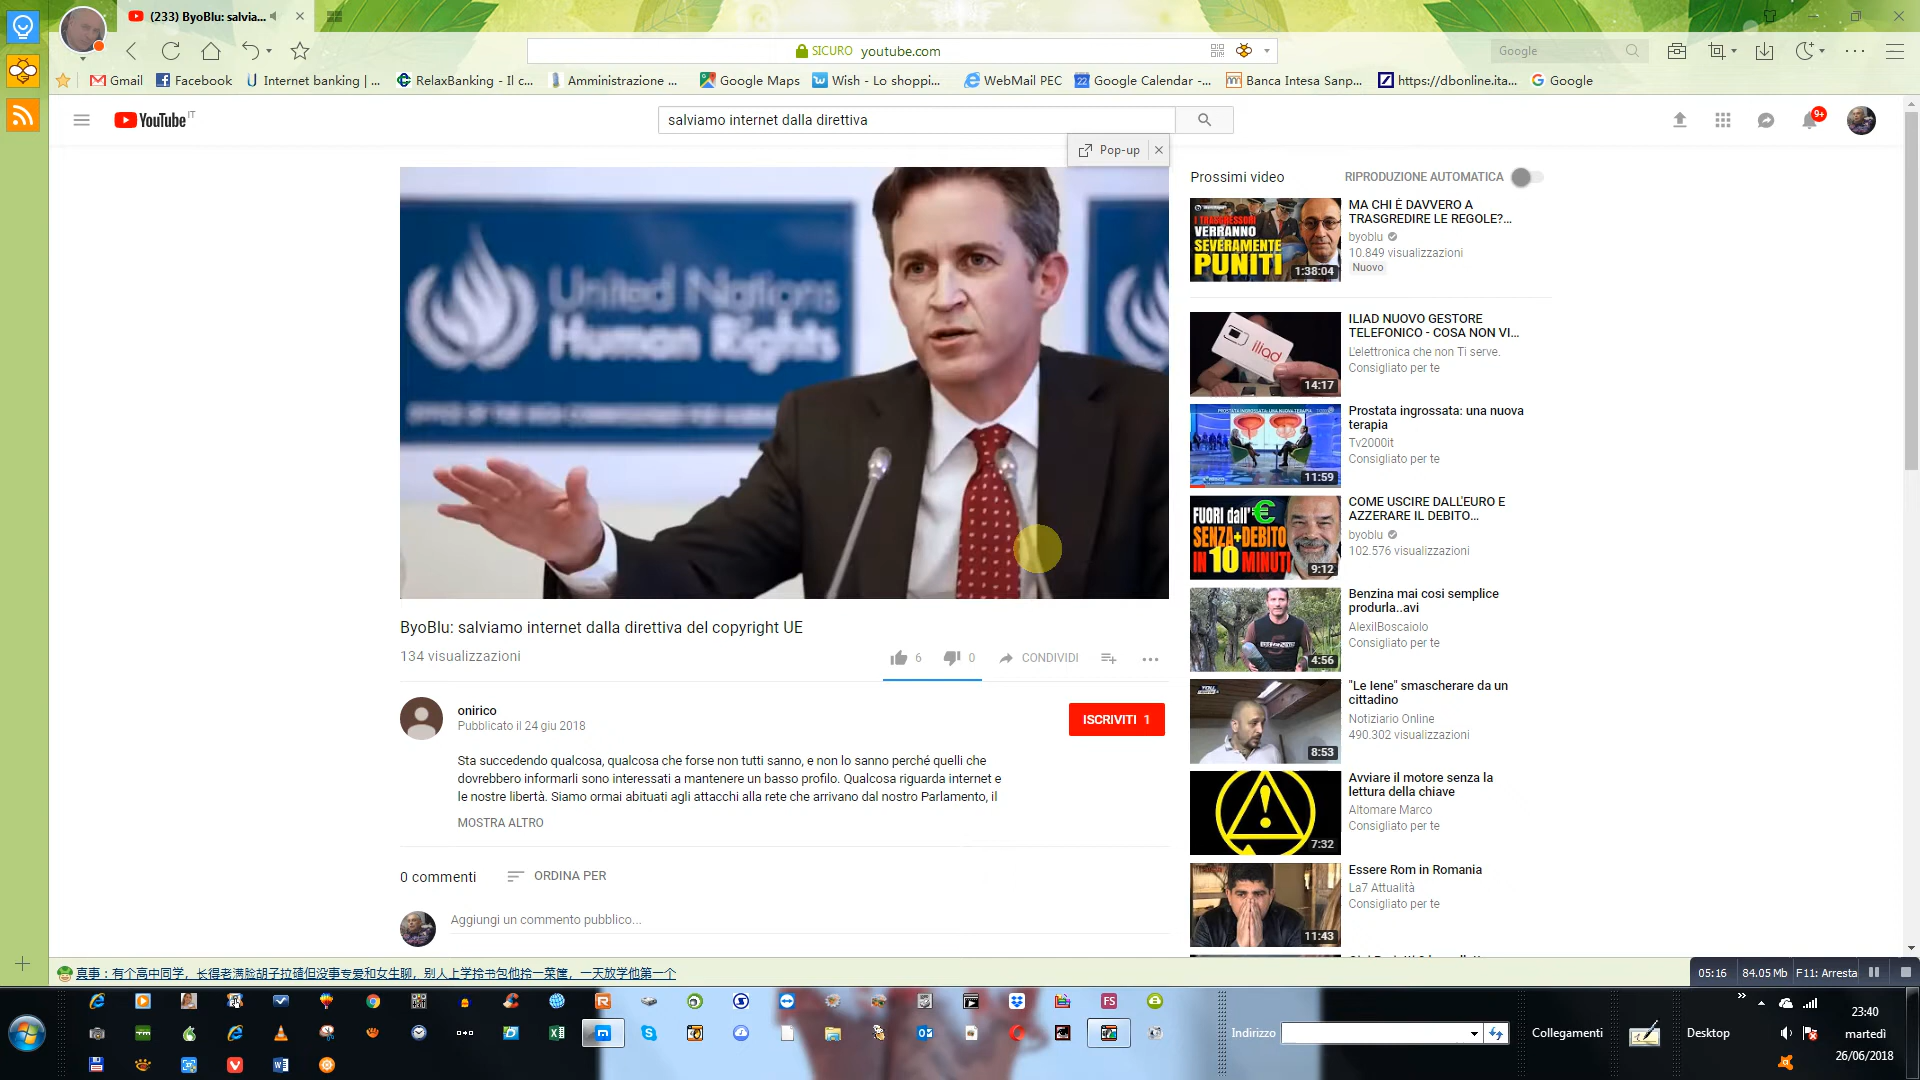 (233) ByoBlu: salvia...
SICURO youtube.com
Google
Gmail
Facebook
Internet banking | ...
RelaxBanking - Il c...
Amministrazione ...
Google Maps
Wish - Lo shoppi...
WebMail PEC
Google Calendar -...
Banca Intesa Sanp...
https://dbonline.ita...
Google
YouTube IT
salviamo internet dalla direttiva
9+
Pop-up
United Nations
Human Rights
ByoBlu: salviamo internet dalla direttiva del copyright UE
134 visualizzazioni
6
0
CONDIVIDI
onirico
Pubblicato il 24 giu 2018
ISCRIVITI 1
Sta succedendo qualcosa, qualcosa che forse non tutti sanno, e non lo sanno perché quelli che
dovrebbero informarli sono interessati a mantenere un basso profilo. Qualcosa riguarda internet e
le nostre libertà. Siamo ormai abituati agli attacchi alla rete che arrivano dal nostro Parlamento, il
MOSTRA ALTRO
0 commenti
ORDINA PER
Aggiungi un commento pubblico...
Prossimi video
RIPRODUZIONE AUTOMATICA
I TRASGRESSORI
VERRANNO
SEVERAMENTE
PUNITI
1:38:04
MA CHI È DAVVERO A
TRASGREDIRE LE REGOLE?...
byoblu
10.849 visualizzazioni
Nuovo
iliad
14:17
ILIAD NUOVO GESTORE
TELEFONICO - COSA NON VI...
L'elettronica che non Ti serve.
Consigliato per te
PROSTATA INGROSSATA: UNA NUOVA TERAPIA
11:59
Prostata ingrossata: una nuova
terapia
Tv2000it
Consigliato per te
FUORI dall'€
SENZA+DEBITO
IN 10 MINUTI
9:12
COME USCIRE DALL'EURO E
AZZERARE IL DEBITO...
byoblu
102.576 visualizzazioni
4:56
Benzina mai cosi semplice
produrla..avi
AlexilBoscaiolo
Consigliato per te
8:53
"Le Iene" smascherare da un
cittadino
Notiziario Online
490.302 visualizzazioni
7:32
Avviare il motore senza la
lettura della chiave
Altomare Marco
Consigliato per te
11:43
Essere Rom in Romania
La7 Attualità
Consigliato per te
真事：有个高中同学，长得老满脸胡子拉碴但没事专爱和女生聊，别人上学拎书包他拎一菜筐，一天放学他第一个
05:16
84.05 Mb
F11: Arresta
Indirizzo
Collegamenti
Desktop
23:40
martedì
26/06/2018